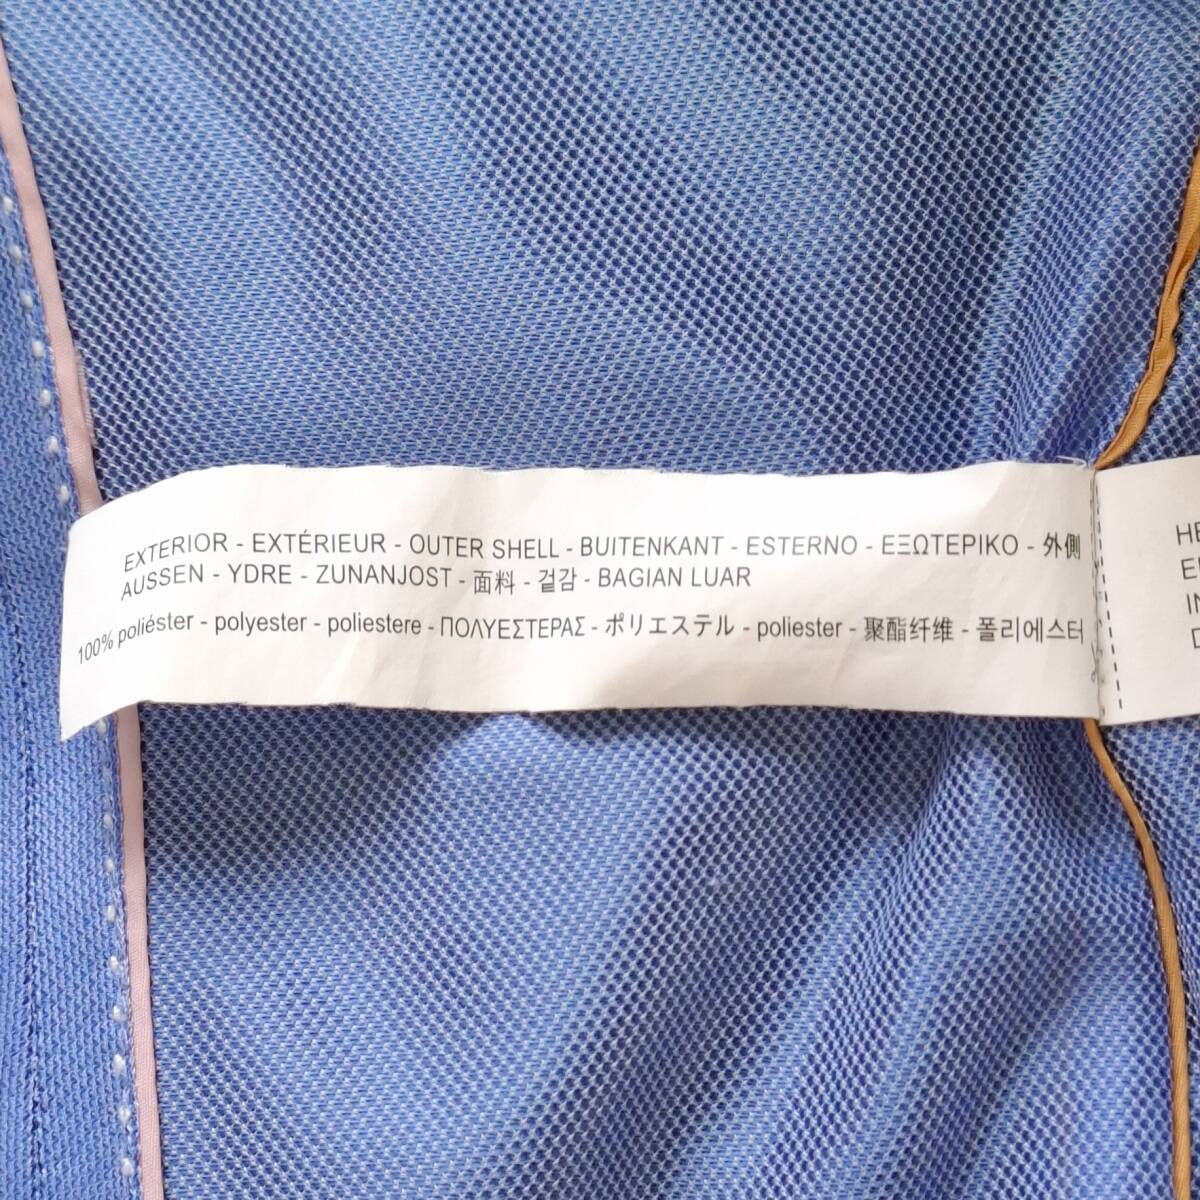 EXTERIOR - EXTÉRIEUR - OUTER SHELL - BUITENKANT - ESTERNO - ΕΞΩΤΕΡΙΚΟ - 外側
AUSSEN - YDRE - ZUNANJOST - 面料 - 겉감 - BAGIAN LUAR
100% poliéster - polyester - poliestere - ΠΟΛΥΕΣΤΕΡΑΣ - ポリエステル - poliester - 聚酯纤维 - 폴리에스터